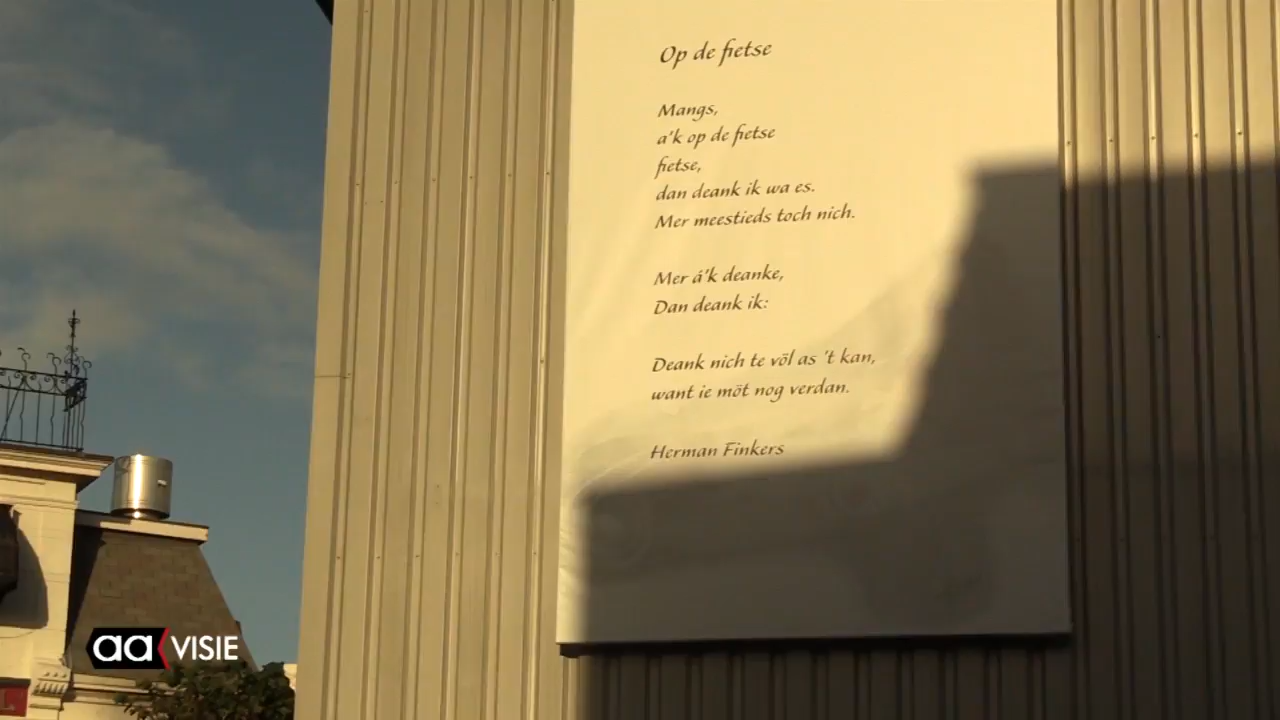 Op de fietse
Mangs,
a'k op de fietse
fietse,
dan deank ik wa es.
Mer meestieds toch nich.
Mer á'k deanke,
Dan deank ik:
Deank nich te völ as 't kan,
want ie möt nog verdan.
Herman Finkers
aa VISIE